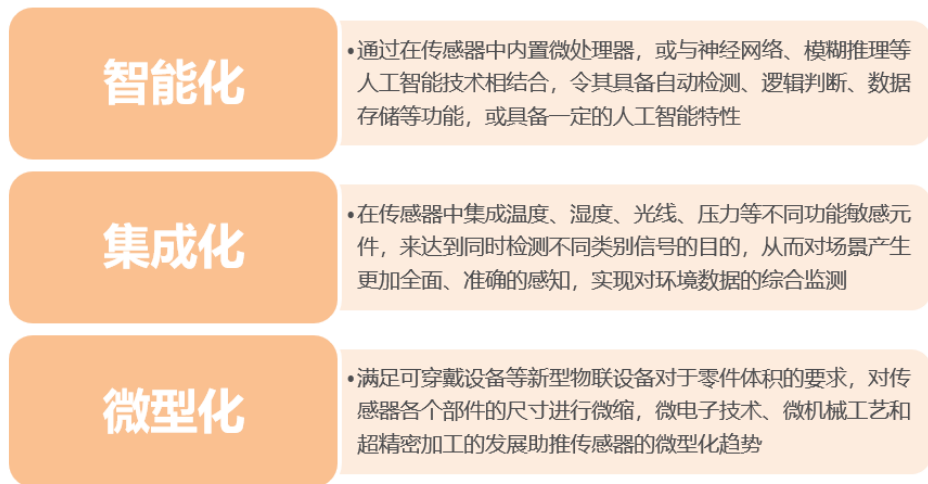 智能化
•通过在传感器中内置微处理器，或与神经网络、模糊推理等
人工智能技术相结合，令其具备自动检测、逻辑判断、数据
存储等功能，或具备一定的人工智能特性
集成化
•在传感器中集成温度、湿度、光线、压力等不同功能敏感元
件，来达到同时检测不同类别信号的目的，从而对场景产生
更加全面、准确的感知，实现对环境数据的综合监测
微型化
•满足可穿戴设备等新型物联设备对于零件体积的要求，对传
感器各个部件的尺寸进行微缩，微电子技术、微机械工艺和
超精密加工的发展助推传感器的微型化趋势